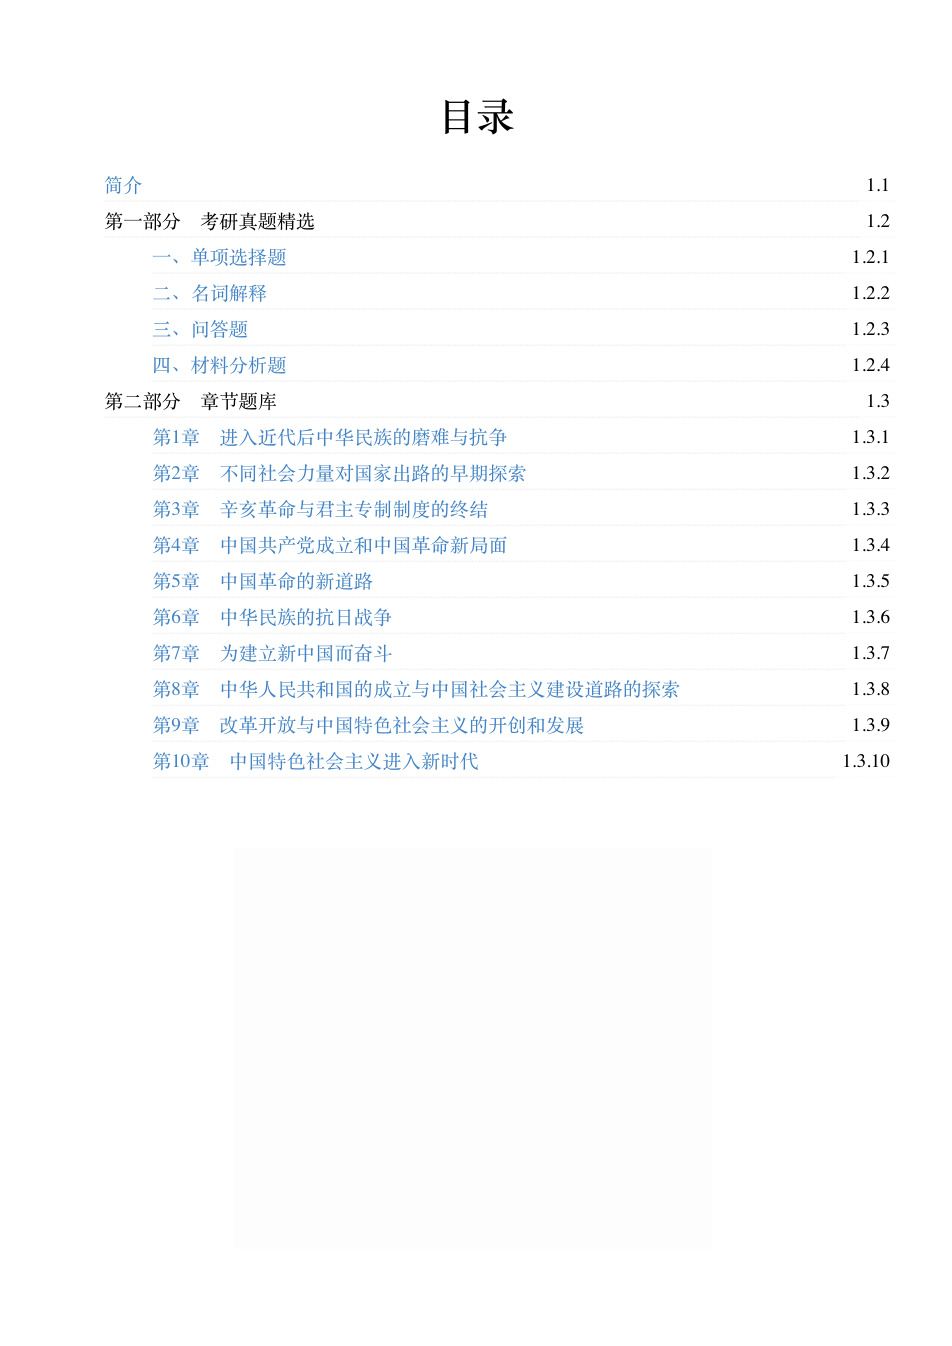 目录
简介 1.1
第一部分　考研真题精选 1.2
一、单项选择题 1.2.1
二、名词解释 1.2.2
三、问答题 1.2.3
四、材料分析题 1.2.4
第二部分　章节题库 1.3
第1章　进入近代后中华民族的磨难与抗争 1.3.1
第2章　不同社会力量对国家出路的早期探索 1.3.2
第3章　辛亥革命与君主专制制度的终结 1.3.3
第4章　中国共产党成立和中国革命新局面 1.3.4
第5章　中国革命的新道路 1.3.5
第6章　中华民族的抗日战争 1.3.6
第7章　为建立新中国而奋斗 1.3.7
第8章　中华人民共和国的成立与中国社会主义建设道路的探索 1.3.8
第9章　改革开放与中国特色社会主义的开创和发展 1.3.9
第10章　中国特色社会主义进入新时代 1.3.10